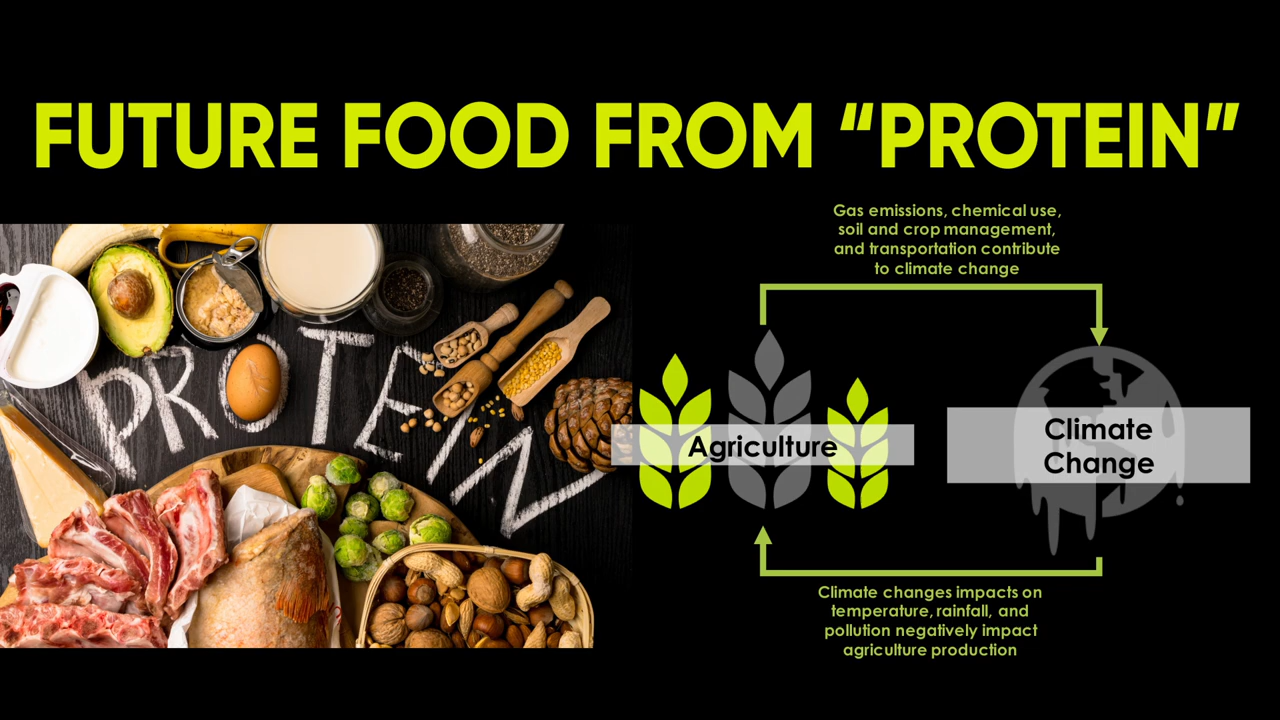 FUTURE FOOD FROM “PROTEIN”
PROTEIN
Gas emissions, chemical use,
soil and crop management,
and transportation contribute
to climate change
Agriculture
Climate
Change
Climate changes impacts on
temperature, rainfall, and
pollution negatively impact
agriculture production